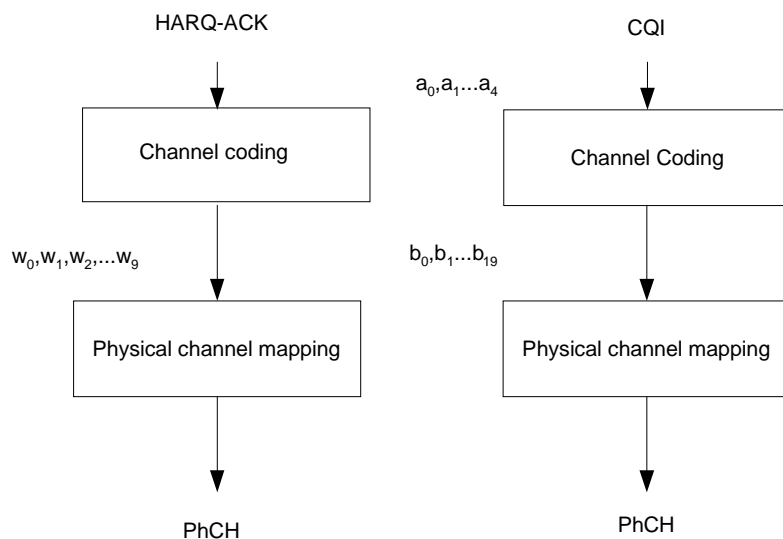 HARQ-ACK
Channel coding
w0,w1,w2,...w9
Physical channel mapping
PhCH
CQI
a0,a1...a4
Channel Coding
b0,b1...b19
Physical channel mapping
PhCH